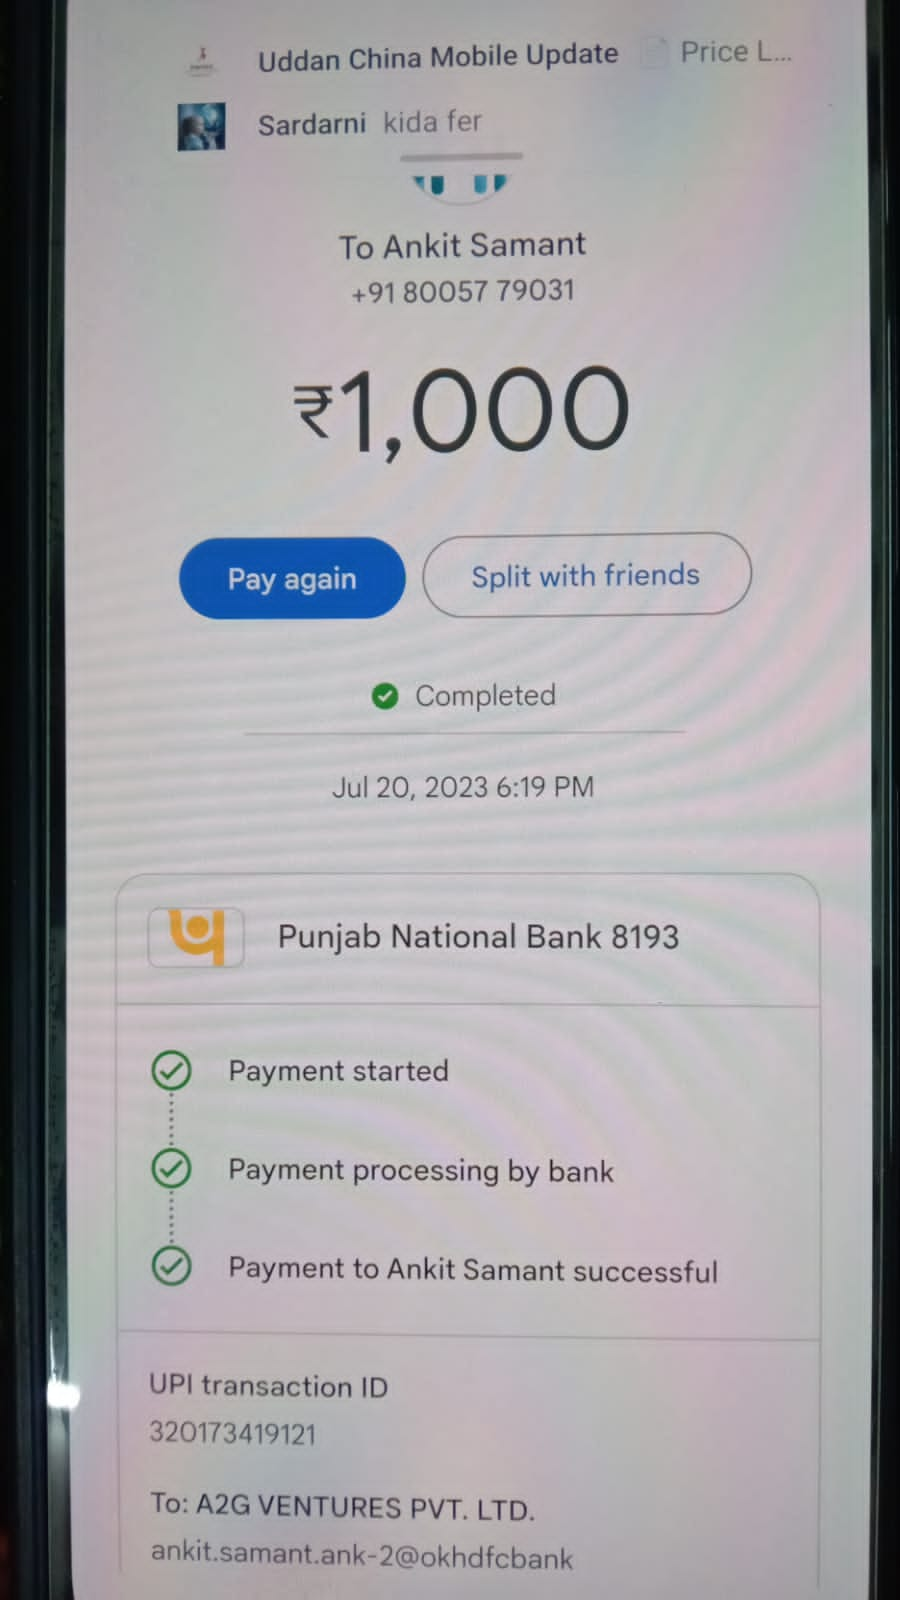 Uddan China Mobile Update Price L...
Sardarni kida fer
To Ankit Samant
+91 80057 79031
₹1,000
Pay again
Split with friends
Completed
Jul 20, 2023 6:19 PM
Punjab National Bank 8193
Payment started
Payment processing by bank
Payment to Ankit Samant successful
UPI transaction ID
320173419121
To: A2G VENTURES PVT. LTD.
ankit.samant.ank-2@okhdfcbank